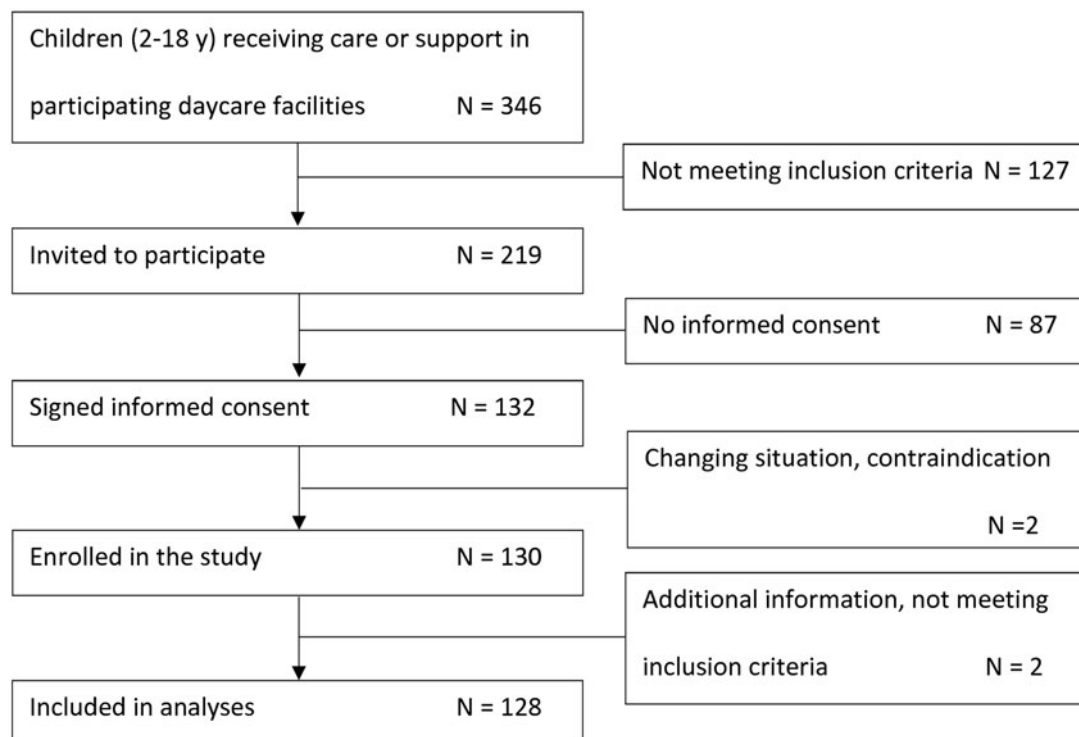 Children (2-18 y) receiving care or support in
participating daycare facilities N = 346
Not meeting inclusion criteria N = 127
Invited to participate N = 219
No informed consent N = 87
Signed informed consent N = 132
Changing situation, contraindication
N =2
Enrolled in the study N = 130
Additional information, not meeting
inclusion criteria N = 2
Included in analyses N = 128